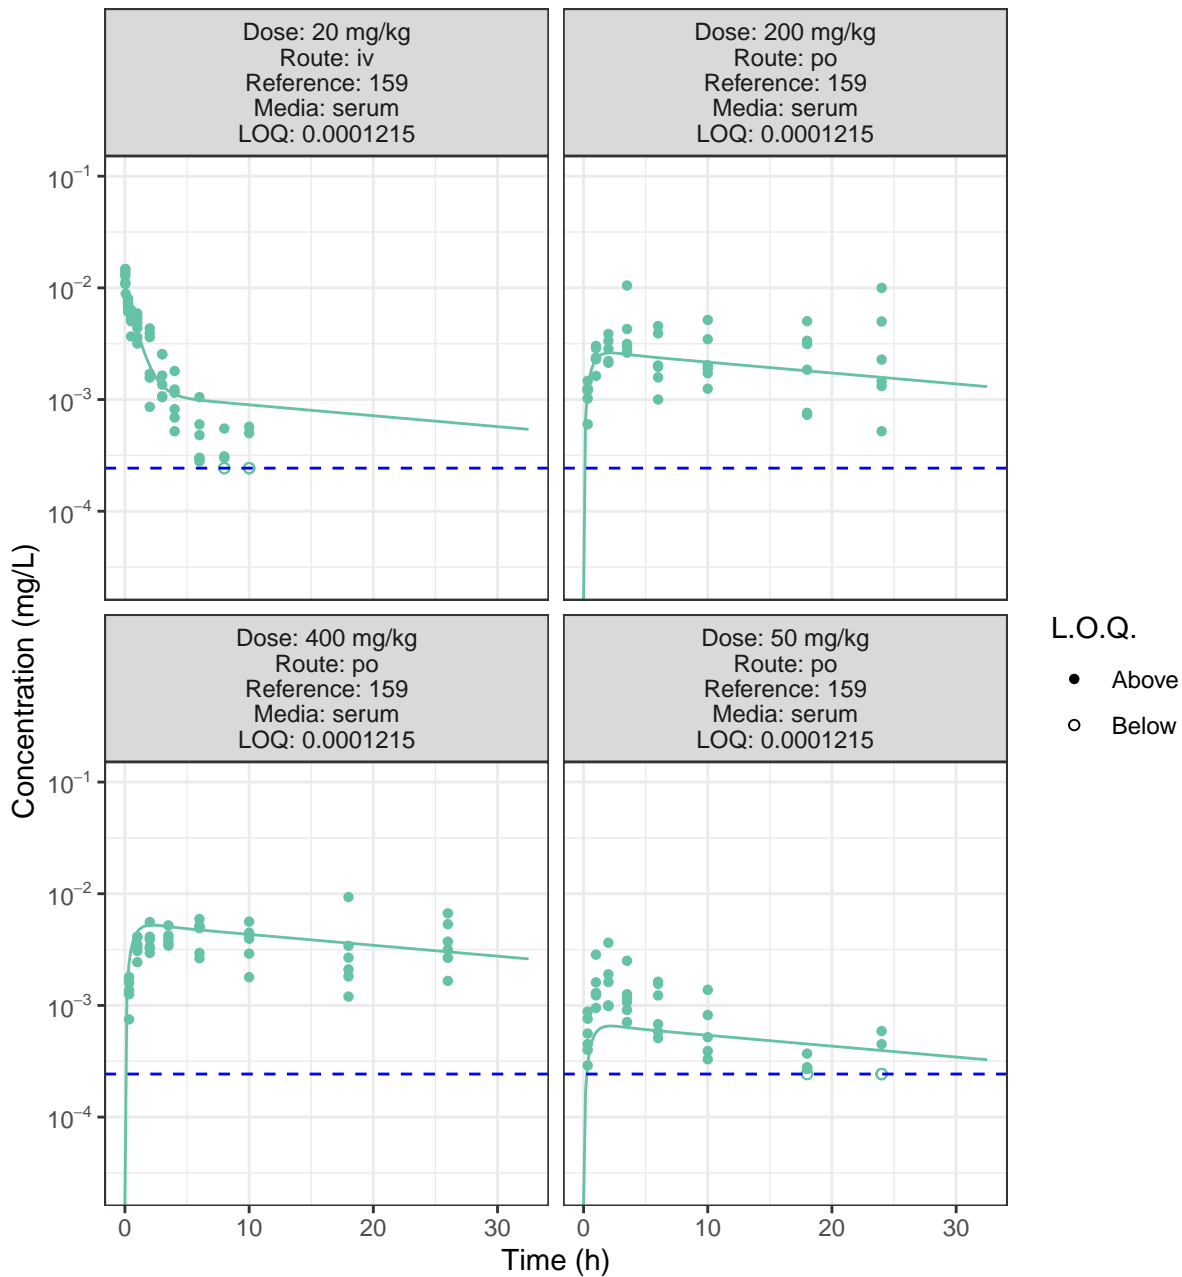 Dose: 20 mg/kg
Route: iv
Reference: 159
Media: serum
LOQ: 0.0001215
Dose: 200 mg/kg
Route: po
Reference: 159
Media: serum
LOQ: 0.0001215
10⁻¹
10⁻²
10⁻³
10⁻⁴
Dose: 400 mg/kg
Route: po
Reference: 159
Media: serum
LOQ: 0.0001215
Dose: 50 mg/kg
Route: po
Reference: 159
Media: serum
LOQ: 0.0001215
10⁻¹
10⁻²
10⁻³
10⁻⁴
0 10 20 30
0 10 20 30
Time (h)
Concentration (mg/L)
L.O.Q.
Above
Below